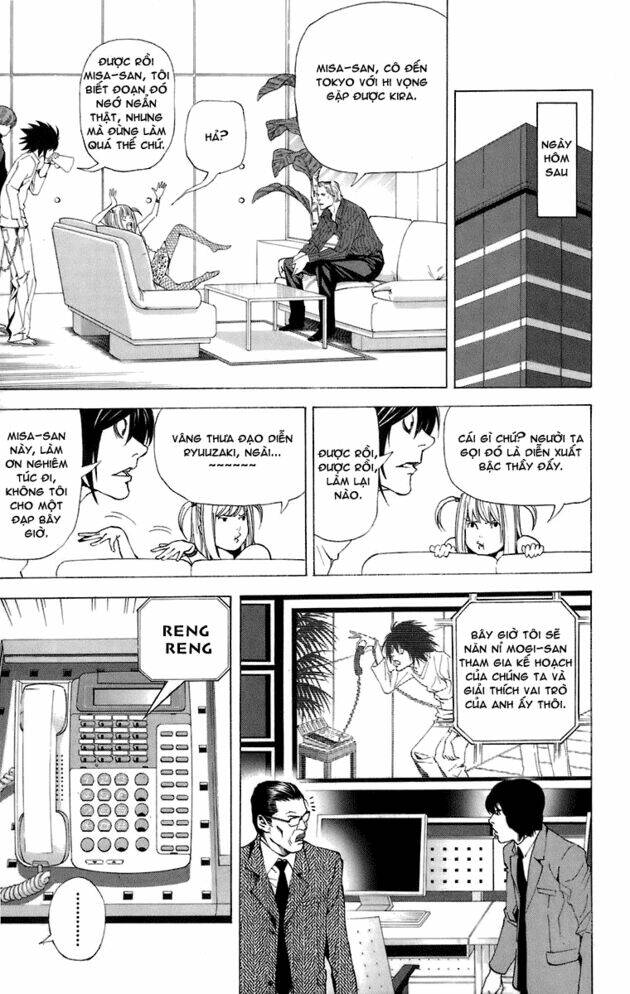 NGÀY
HÔM
SAU
MISA-SAN, CÔ ĐẾN
TOKYO VỚI HI VỌNG
GẶP ĐƯỢC KIRA.
HẢ?
ĐƯỢC RỒI
MISA-SAN, TÔI
BIẾT ĐOẠN ĐÓ
NGỚ NGẨN
THẬT, NHƯNG
MÀ ĐỪNG LÀM
QUÁ THẾ CHỨ.
CÁI GÌ CHỨ? NGƯỜI TA
GỌI ĐÓ LÀ DIỄN XUẤT
BẬC THẦY ĐẤY.
ĐƯỢC RỒI,
ĐƯỢC RỒI,
LÀM LẠI
NÀO.
VÂNG THƯA ĐẠO DIỄN
RYUUZAKI, NGÀI...
~~~~~~
MISA-SAN
NÀY, LÀM
ƠN NGHIÊM
TÚC ĐI,
KHÔNG TÔI
CHO MỘT
ĐẠP BÂY
GIỜ.
BÂY GIỜ TÔI SẼ
NĂN NỈ MOGI-SAN
THAM GIA KẾ HOẠCH
CỦA CHÚNG TA VÀ
GIẢI THÍCH VAI TRÒ
CỦA ANH ẤY THÔI.
RENG
RENG
........